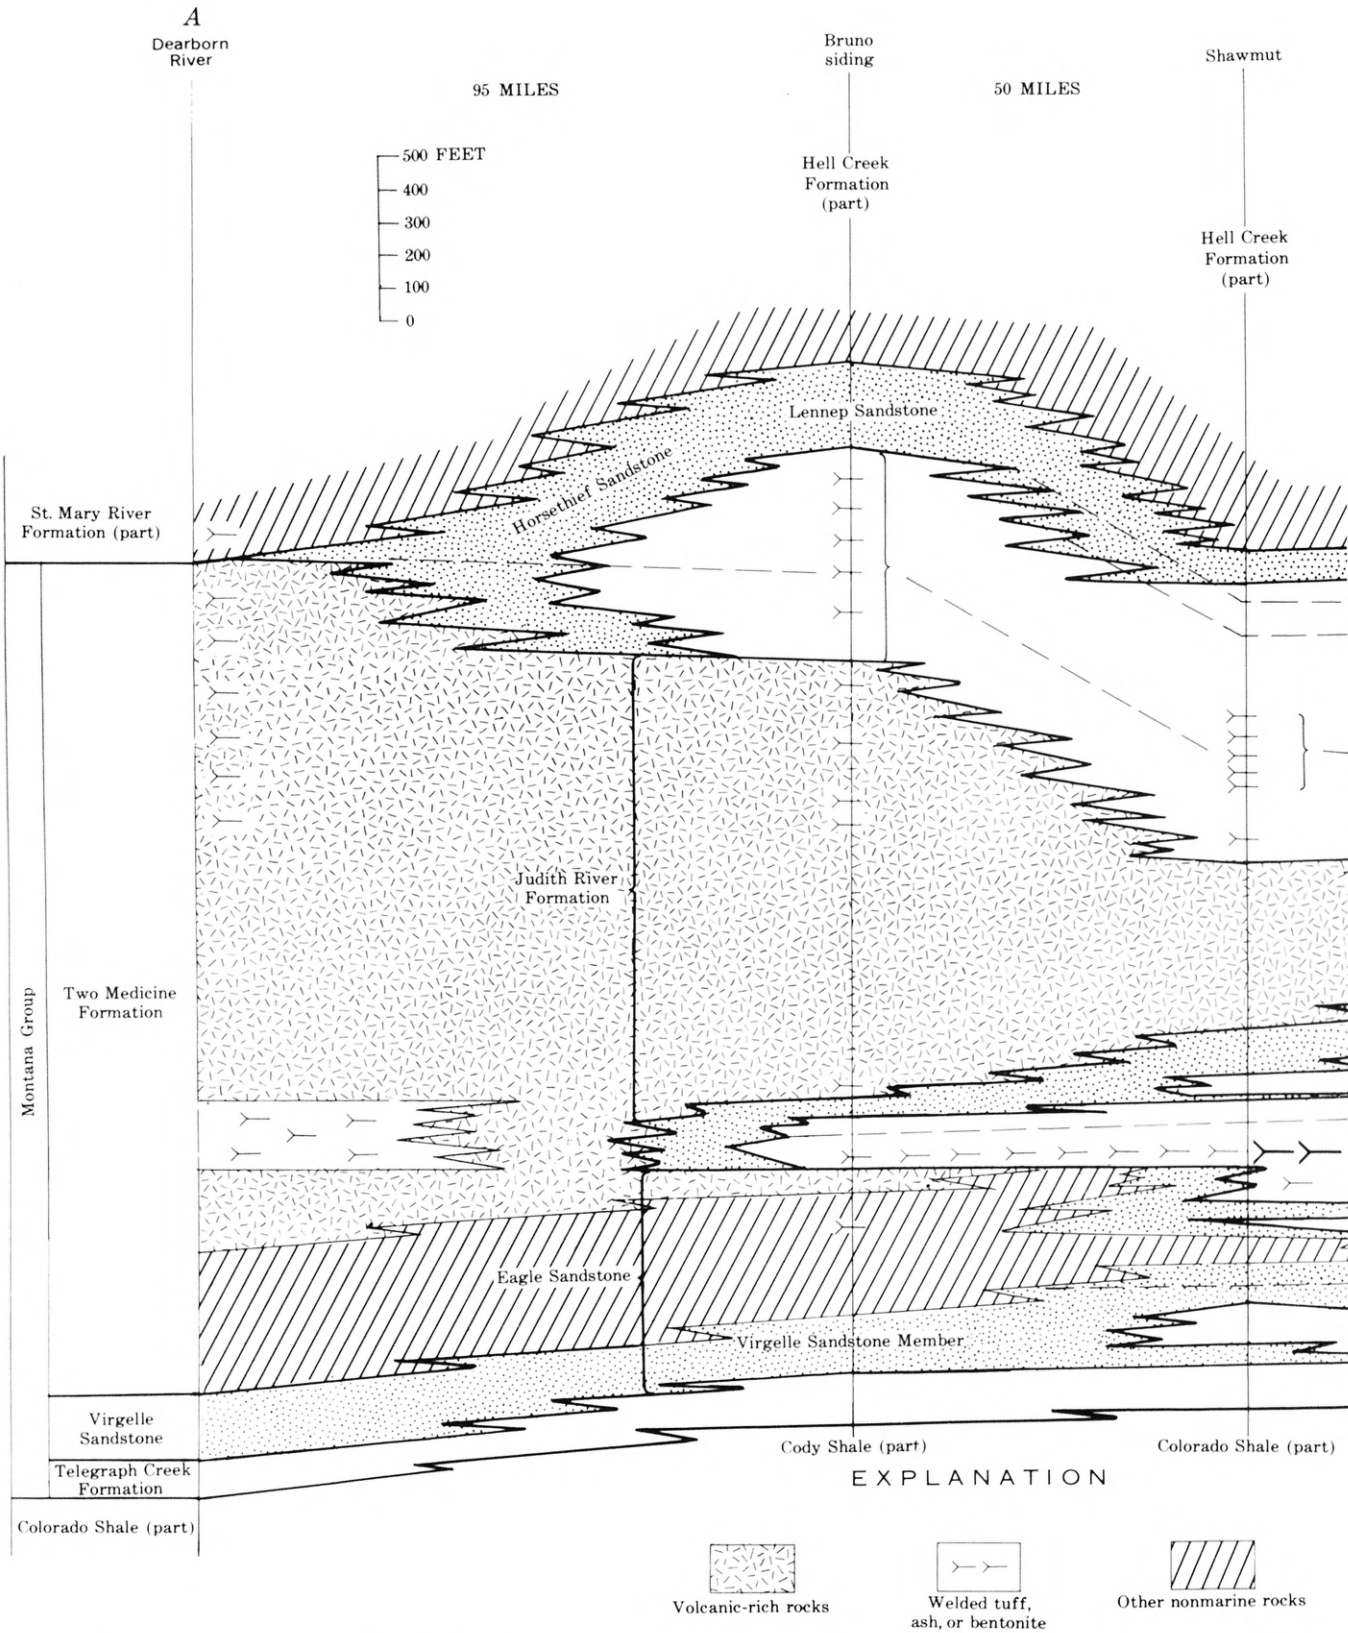 A
Dearborn
River
95 MILES
Bruno
siding
50 MILES
Shawmut
500 FEET
400
300
200
100
0
Hell Creek
Formation
(part)
Hell Creek
Formation
(part)
Lennep Sandstone
Horsethief Sandstone
St. Mary River
Formation (part)
Judith River
Formation
Montana Group
Two Medicine
Formation
Eagle Sandstone
Virgelle Sandstone Member
Virgelle
Sandstone
Telegraph Creek
Formation
Colorado Shale (part)
Cody Shale (part)
Colorado Shale (part)
EXPLANATION
Volcanic-rich rocks
Welded tuff,
ash, or bentonite
Other nonmarine rocks